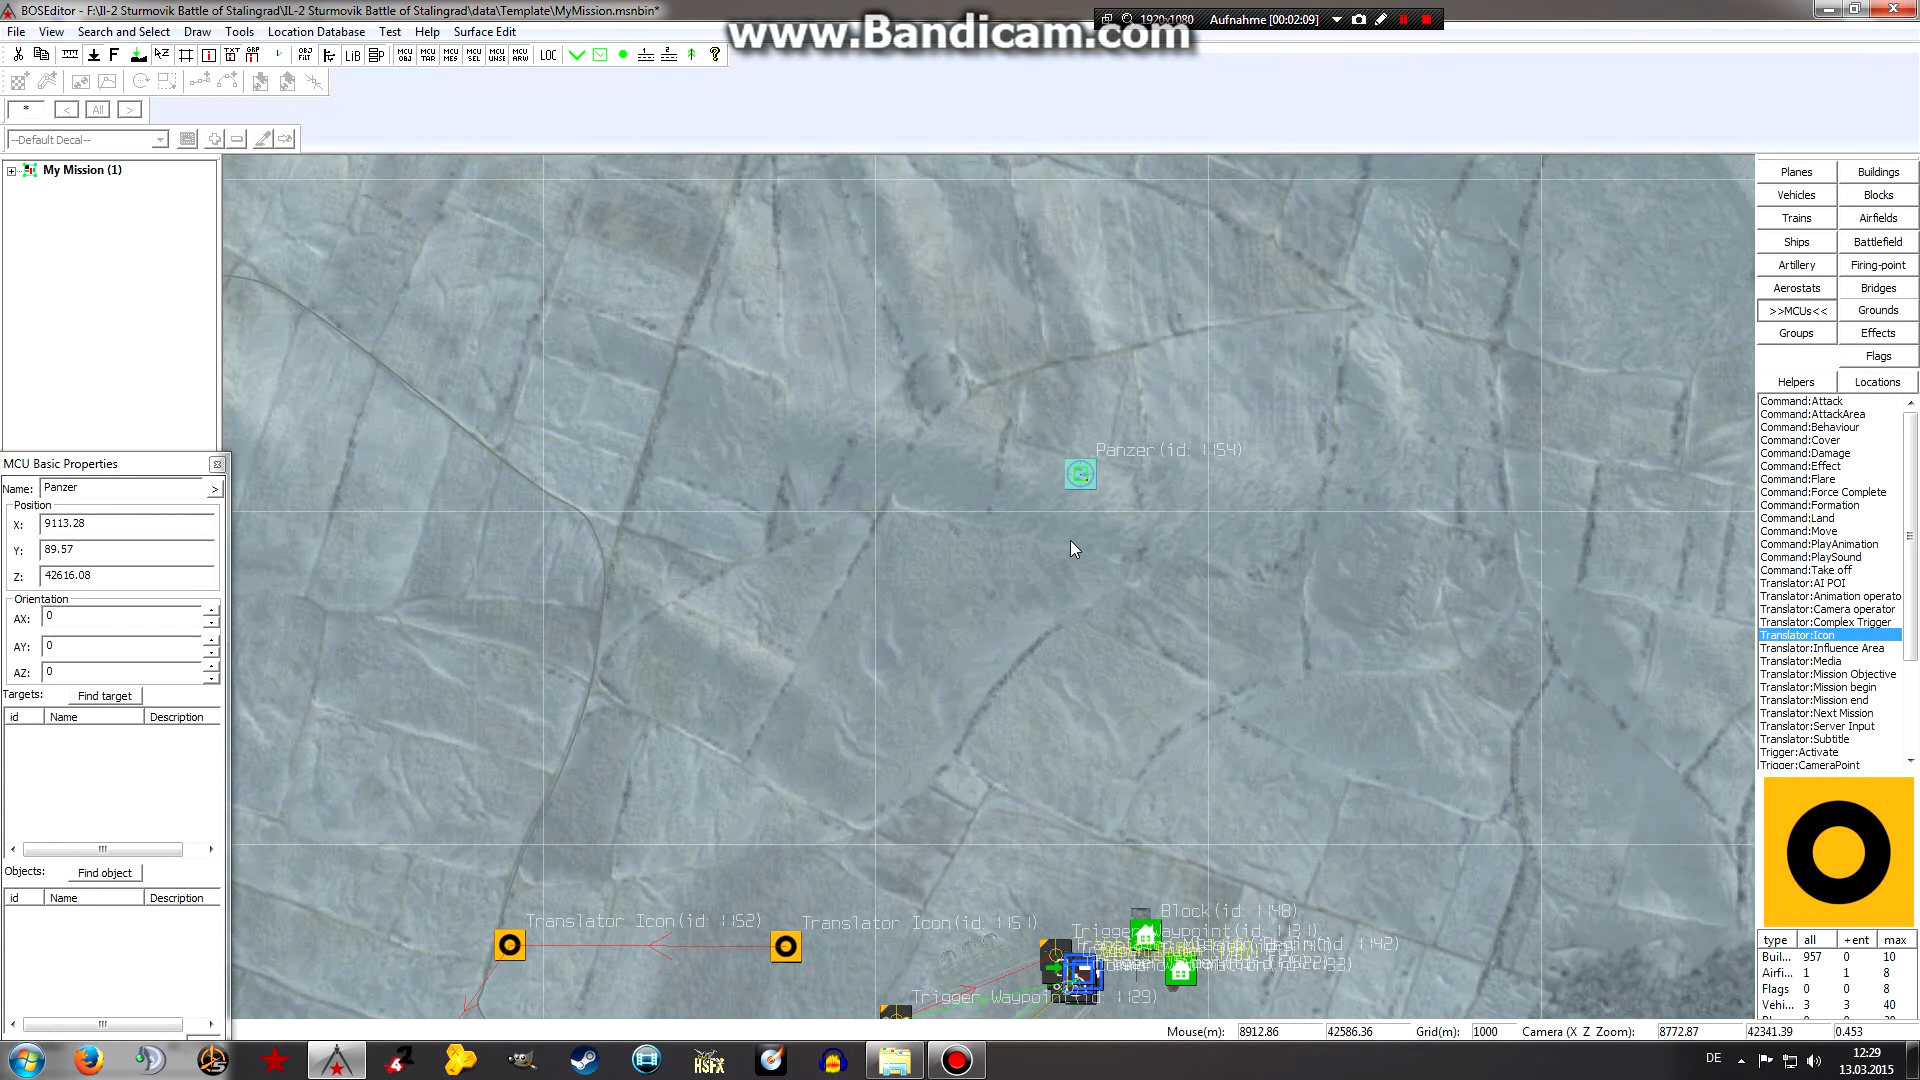 BOSEditor - F:\Il-2 Sturmovik Battle of Stalingrad\IL-2 Sturmovik Battle of Stalingrad\data\Template\MyMission.msnbin*
1920x1080 Aufnahme [00:02:09]
www.Bandicam.com
File View Search and Select Draw Tools Location Database Test Help Location Database Surface Edit
LOC
* < All >
--Default Decal--
My Mission (1)
MCU Basic Properties
Name: Panzer >
Position
X: 9113.28
Y: 89.57
Z: 42616.08
Orientation
AX: 0
AY: 0
AZ: 0
Targets: Find target
id Name Description
Objects: Find object
id Name Description
Panzer(id: 1154)
Translator Icon(id: 1152)
Translator Icon(id: 1151)
Block(id: 1148)
Trigger Waypoint(id: 1129)
Planes Buildings
Vehicles Blocks
Trains Airfields
Ships Battlefield
Artillery Firing-point
Aerostats Bridges
>>MCUs<< Grounds
Groups Effects
Flags
Helpers Locations
Command:Attack
Command:AttackArea
Command:Behaviour
Command:Cover
Command:Damage
Command:Effect
Command:Flare
Command:Force Complete
Command:Formation
Command:Land
Command:Move
Command:PlayAnimation
Command:PlaySound
Command:Take off
Translator:AI POI
Translator:Animation operato
Translator:Camera operator
Translator:Complex Trigger
Translator:Icon
Translator:Influence Area
Translator:Media
Translator:Mission Objective
Translator:Mission begin
Translator:Mission end
Translator:Next Mission
Translator:Server Input
Translator:Subtitle
Trigger:Activate
Trigger:CameraPoint
type all +ent max
Buil... 957 0 10
Airfi... 1 1 8
Flags 0 0 8
Vehi... 3 3 40
Mouse(m): 8912.86 42586.36 Grid(m): 1000 Camera (X Z Zoom): 8772.87 42341.39 0.453
HSFX
DE
12:29
13.03.2015